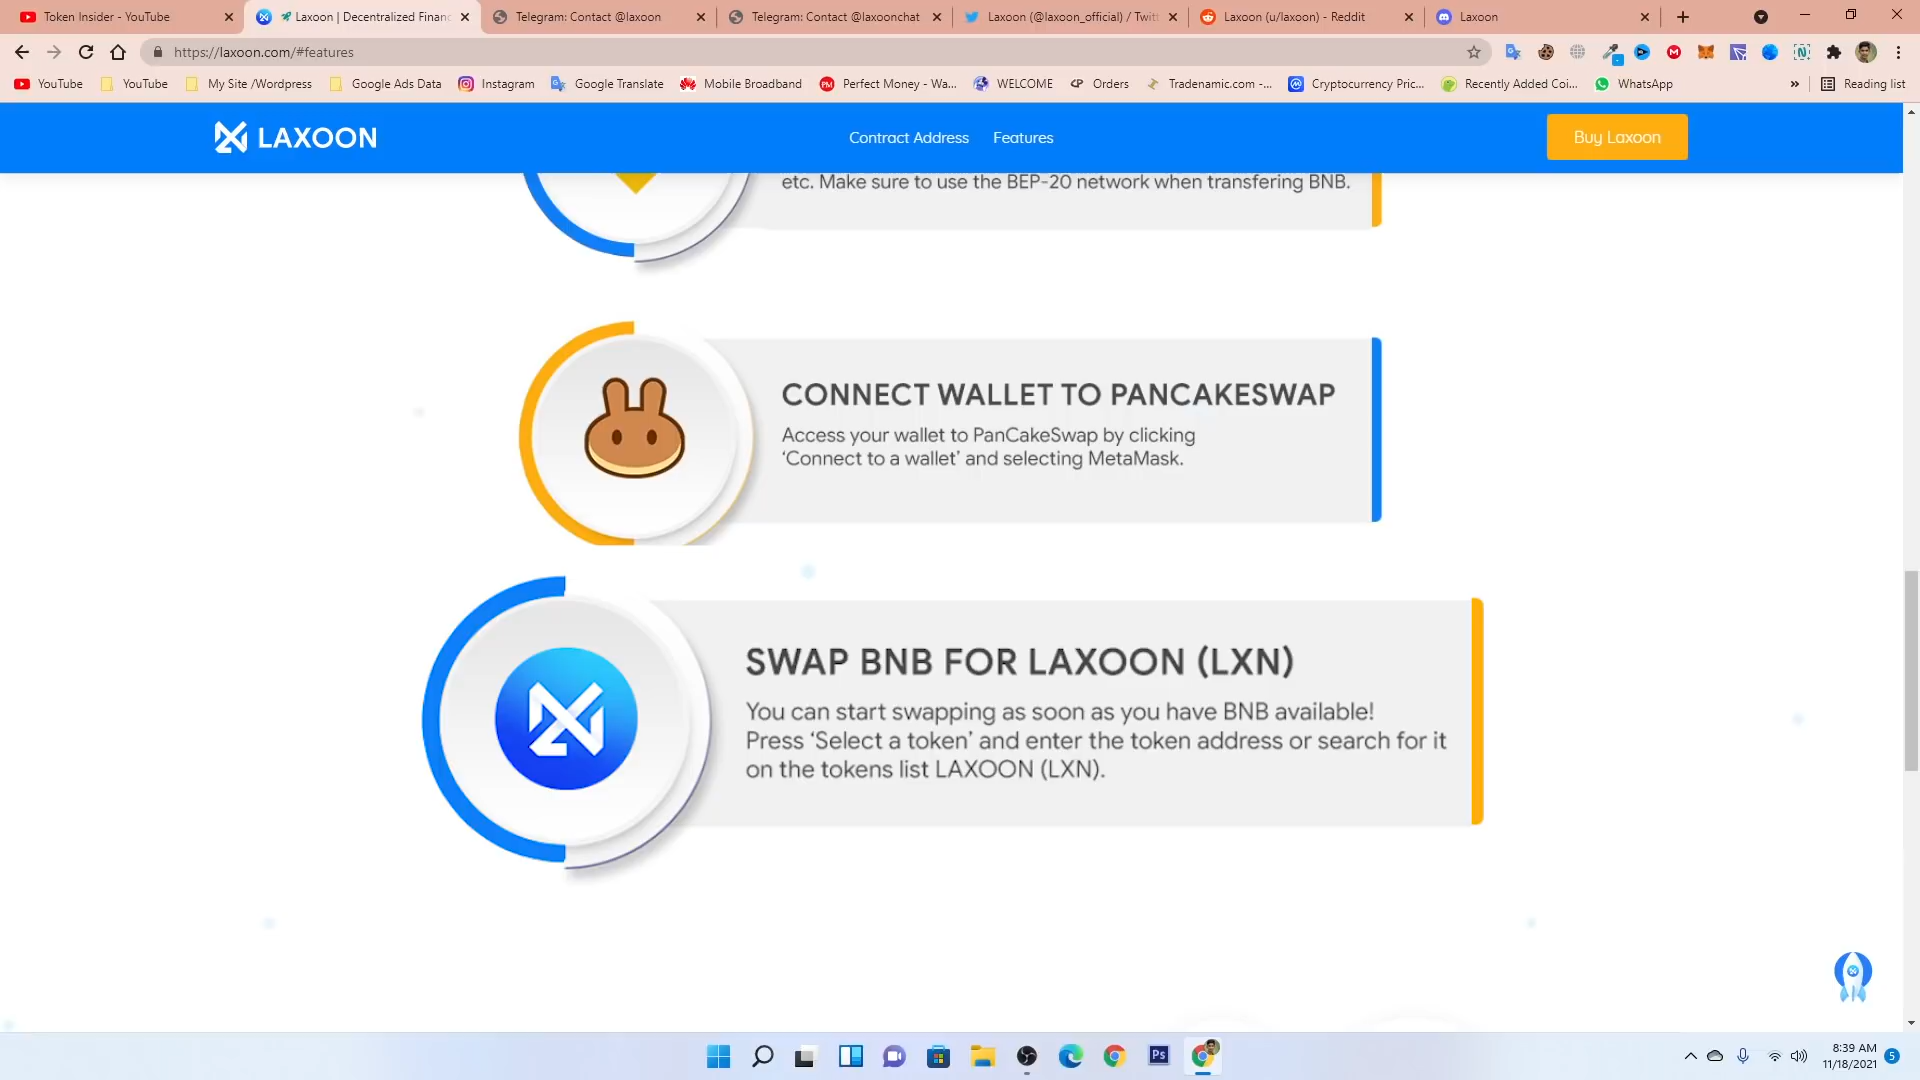 Token Insider - YouTube
Laxoon | Decentralized Financ
Telegram: Contact @laxoon
Telegram: Contact @laxoonchat
Laxoon (@laxoon_official) / Twitt
Laxoon (u/laxoon) - Reddit
Laxoon
https://laxoon.com/#features
YouTube
YouTube
My Site /Wordpress
Google Ads Data
Instagram
Google Translate
Mobile Broadband
Perfect Money - Wa...
WELCOME
Orders
Tradenamic.com -...
Cryptocurrency Pric...
Recently Added Coi...
WhatsApp
»
Reading list
LAXOON
Contract Address
Features
Buy Laxoon
etc. Make sure to use the BEP-20 network when transfering BNB.
CONNECT WALLET TO PANCAKESWAP
Access your wallet to PanCakeSwap by clicking
‘Connect to a wallet’ and selecting MetaMask.
SWAP BNB FOR LAXOON (LXN)
You can start swapping as soon as you have BNB available!
Press ‘Select a token’ and enter the token address or search for it
on the tokens list LAXOON (LXN).
Ps
8:39 AM
11/18/2021
5